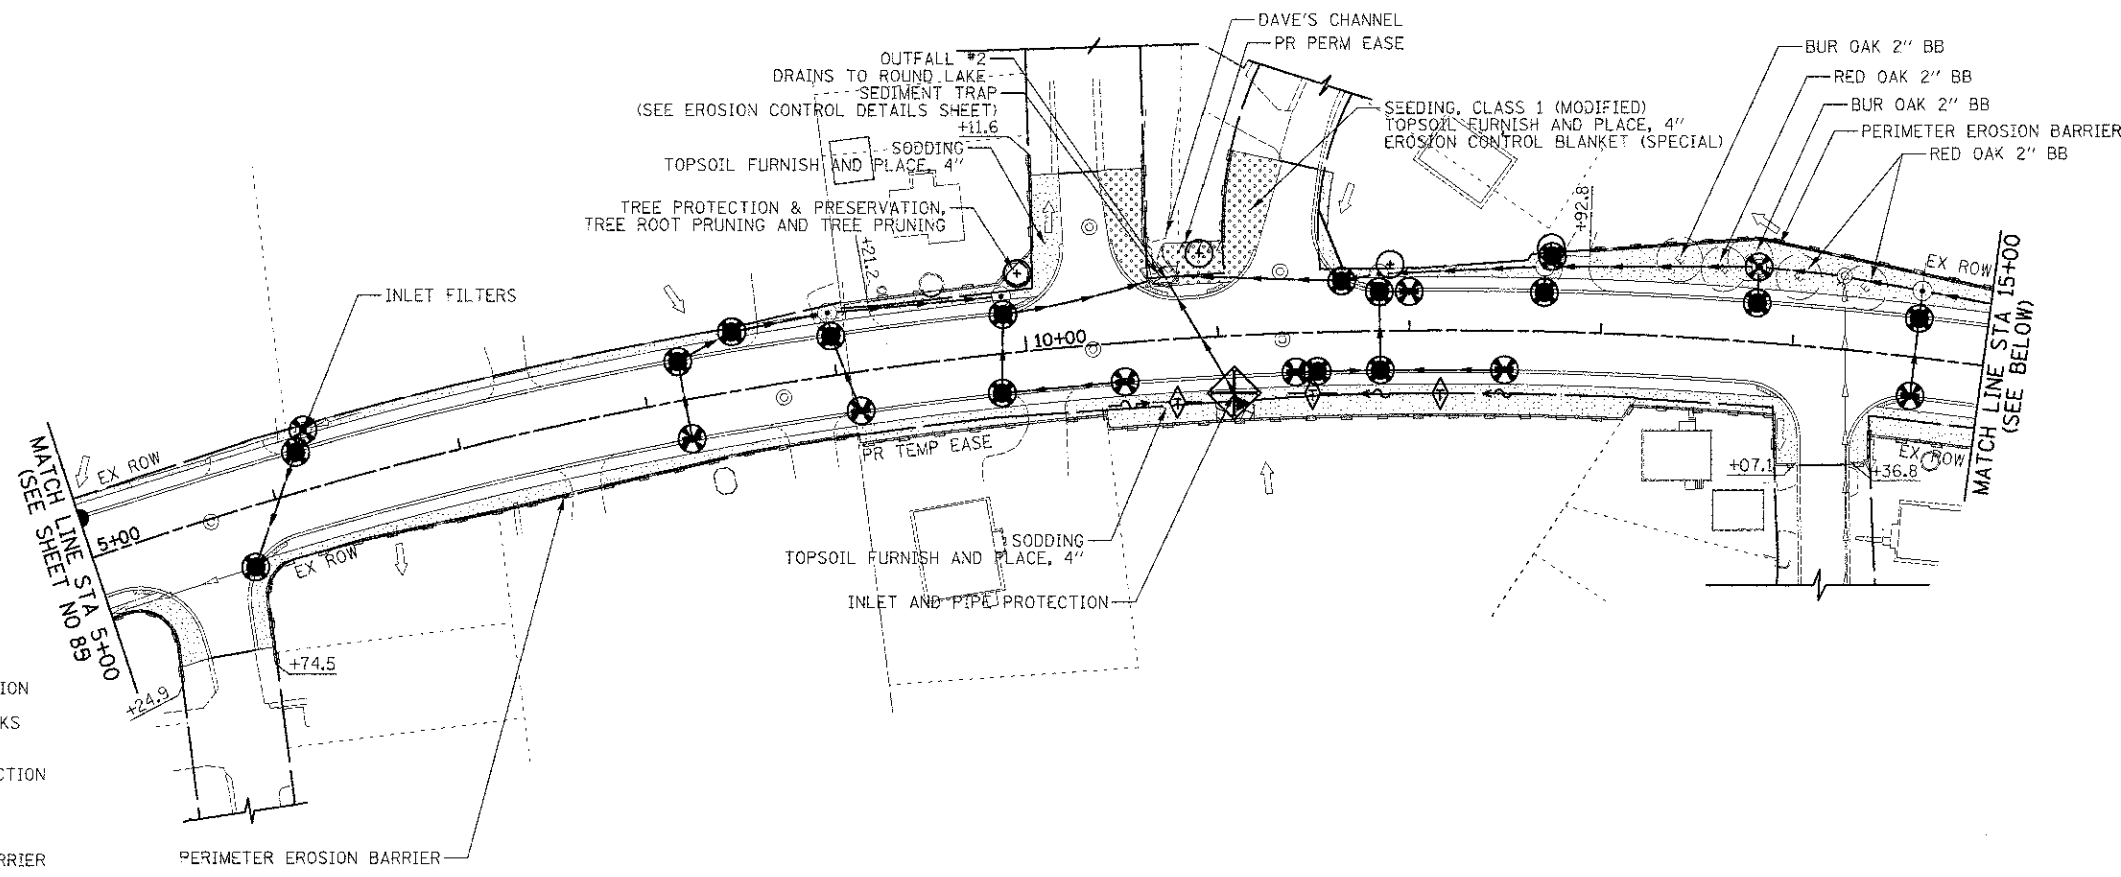 DAVE'S CHANNEL
PR PERM EASE
OUTFALL #2
DRAINS TO ROUND LAKE
SEDIMENT TRAP
(SEE EROSION CONTROL DETAILS SHEET)
+11.6
SODDING
TOPSOIL FURNISH AND PLACE, 4"
TREE PROTECTION & PRESERVATION,
TREE ROOT PRUNING AND TREE PRUNING
+21.2
SEEDING, CLASS 1 (MODIFIED)
TOPSOIL FURNISH AND PLACE, 4"
EROSION CONTROL BLANKET (SPECIAL)
BUR OAK 2" BB
RED OAK 2" BB
BUR OAK 2" BB
PERIMETER EROSION BARRIER
RED OAK 2" BB
+92.8
EX ROW
MATCH LINE STA 15+00
(SEE BELOW)
INLET FILTERS
10+00
EX ROW
MATCH LINE STA 5+00
(SEE SHEET NO 89
5+00
EX ROW
PR TEMP EASE
T
T
T
SODDING
TOPSOIL FURNISH AND PLACE, 4"
INLET AND PIPE PROTECTION
+07.1
+36.8
EX ROW
+74.5
+24.9
ION
KS
CTION
RRIER
PERIMETER EROSION BARRIER